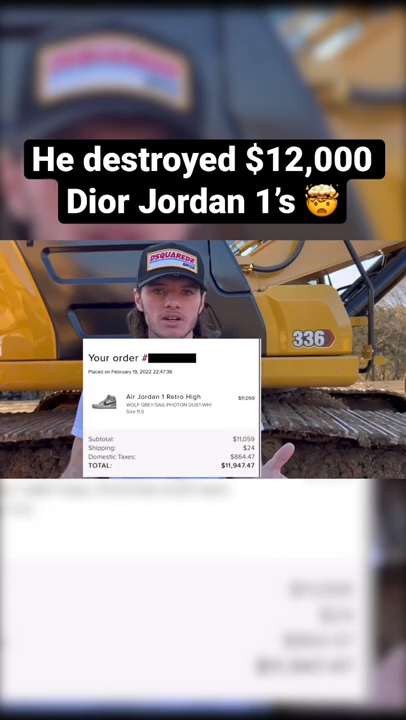 He destroyed $12,000
Dior Jordan 1’s 🤯
DSQUARED2
336
Your order #
Placed on February 19, 2022 22:47:36
Air Jordan 1 Retro High $11,059
WOLF GREY/SAIL-PHOTON DUST-WHI
Size 11.5
Subtotal: $11,059
Shipping: $24
Domestic Taxes: $864.47
TOTAL: $11,947.47